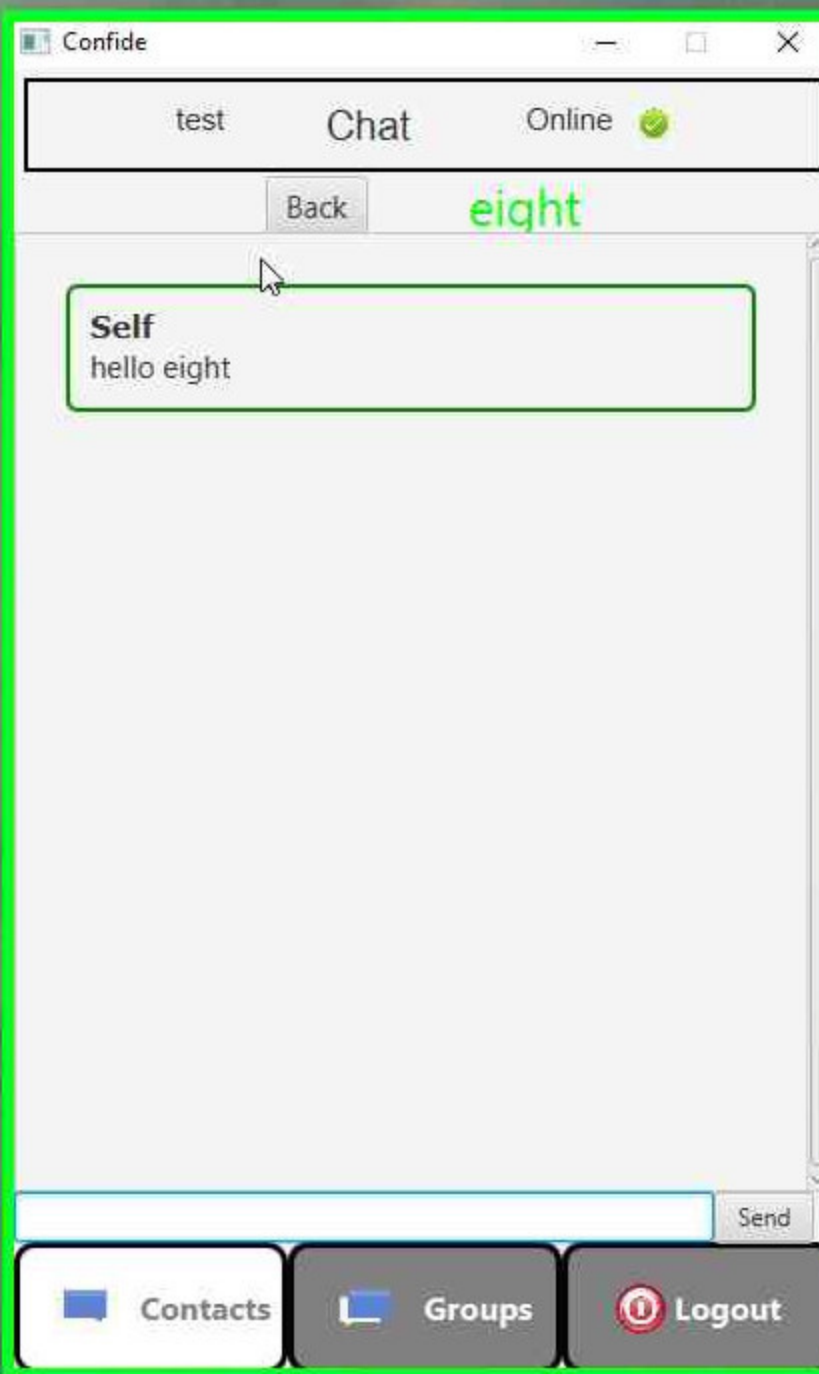 Confide
test Chat Online
Back eight
Self
hello eight
Send
Contacts Groups Logout